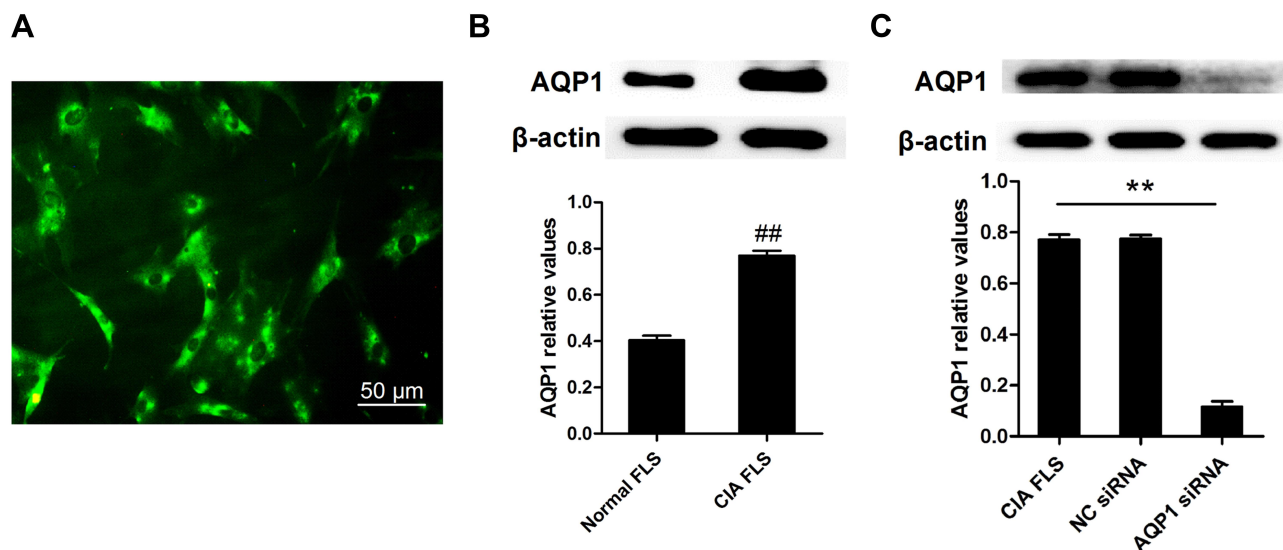 A
50 µm
B
AQP1
β-actin
AQP1 relative values
1.0
0.8
0.6
0.4
0.2
0.0
##
Normal FLS
CIA FLS
C
AQP1
β-actin
AQP1 relative values
1.0
0.8
0.6
0.4
0.2
0.0
**
CIA FLS
NC siRNA
AQP1 siRNA